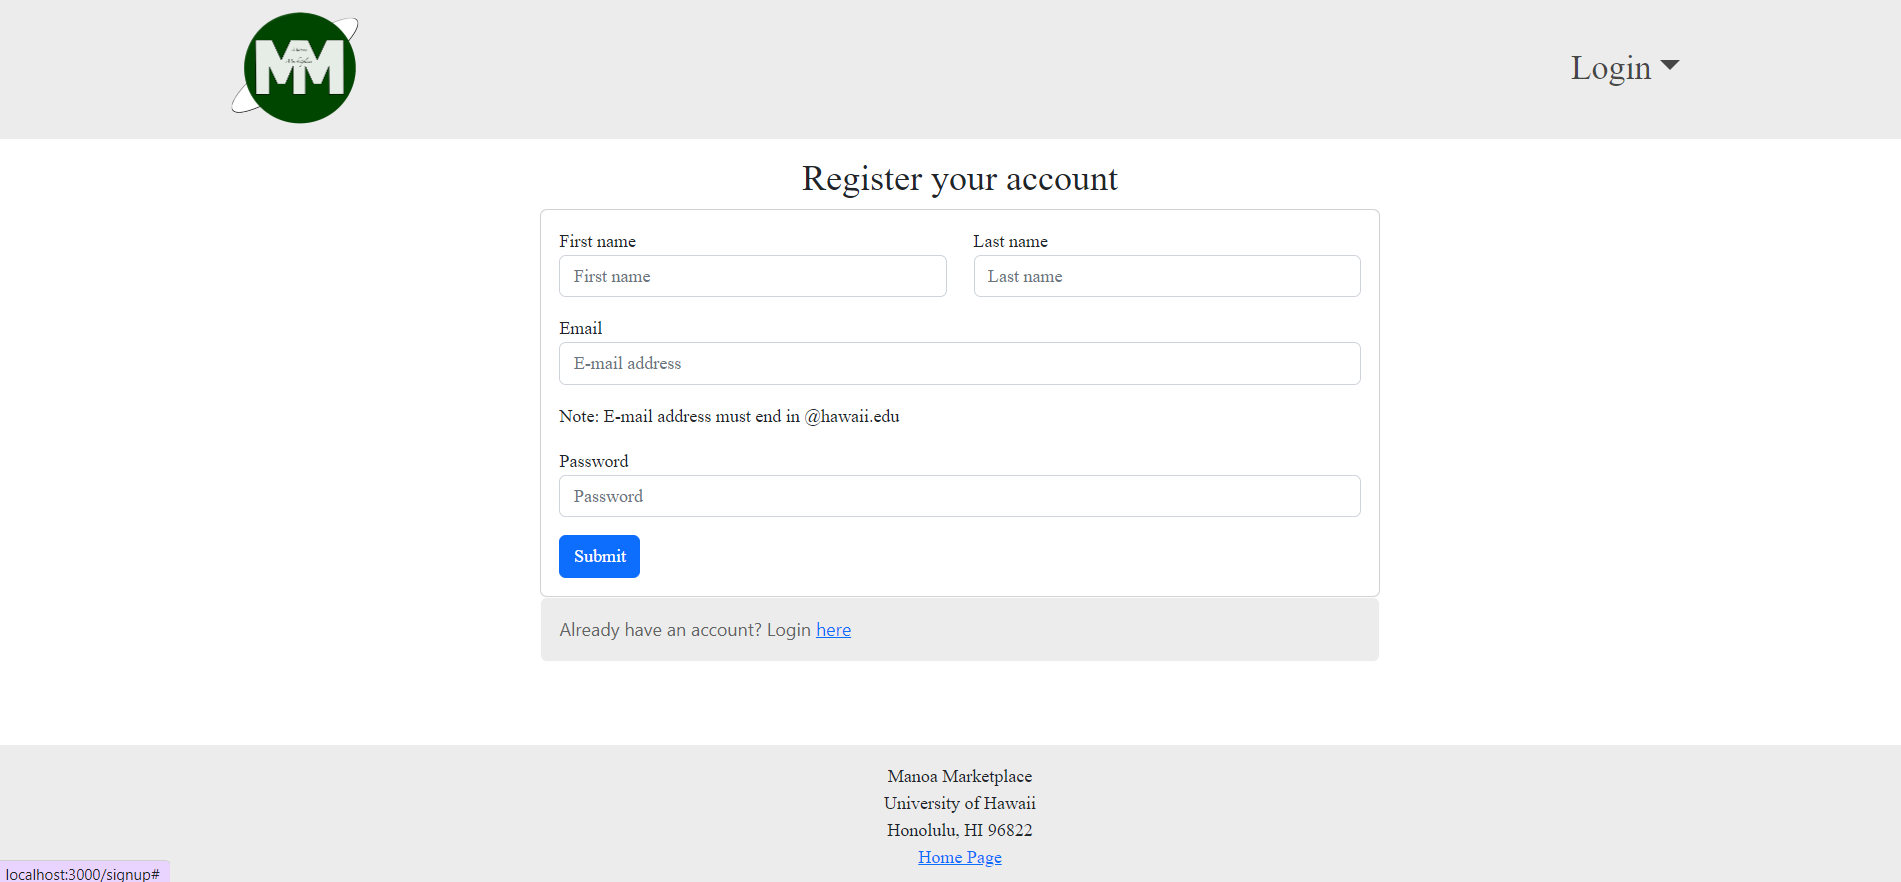 MM
Login
Register your account
First name Last name
First name Last name
Email
E-mail address
Note: E-mail address must end in @hawaii.edu
Password
Password
Submit
Already have an account? Login here
Manoa Marketplace
University of Hawaii
Honolulu, HI 96822
Home Page
localhost:3000/signup#